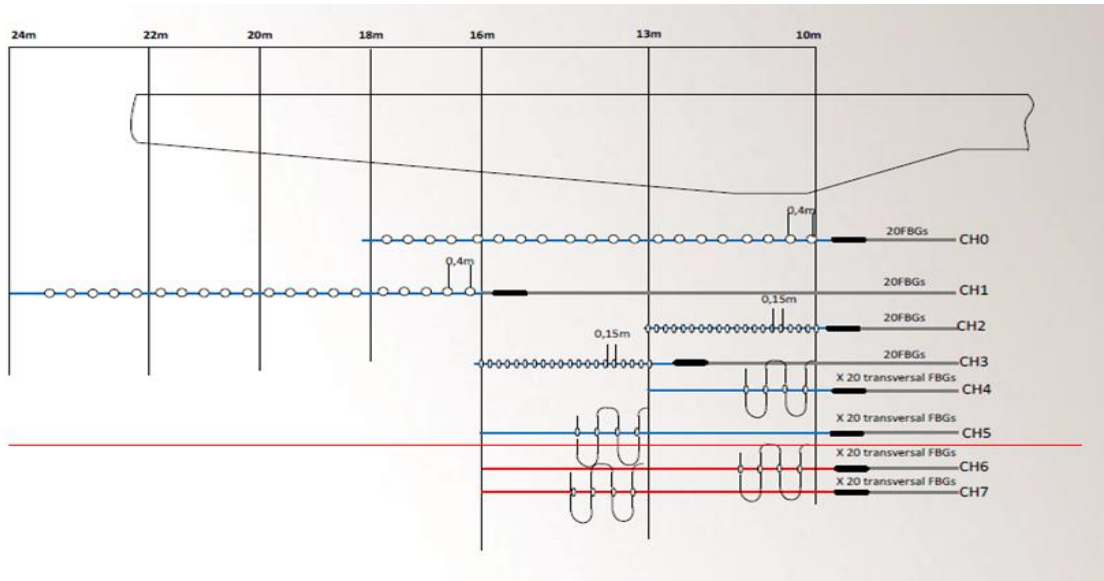 24m 22m 20m 18m 16m 13m 10m
0,4m
20FBGs CH0
0,4m
20FBGs CH1
0,15m
20FBGs CH2
0,15m
20FBGs CH3
X 20 transversal FBGs CH4
X 20 transversal FBGs CH5
X 20 transversal FBGs CH6
X 20 transversal FBGs CH7